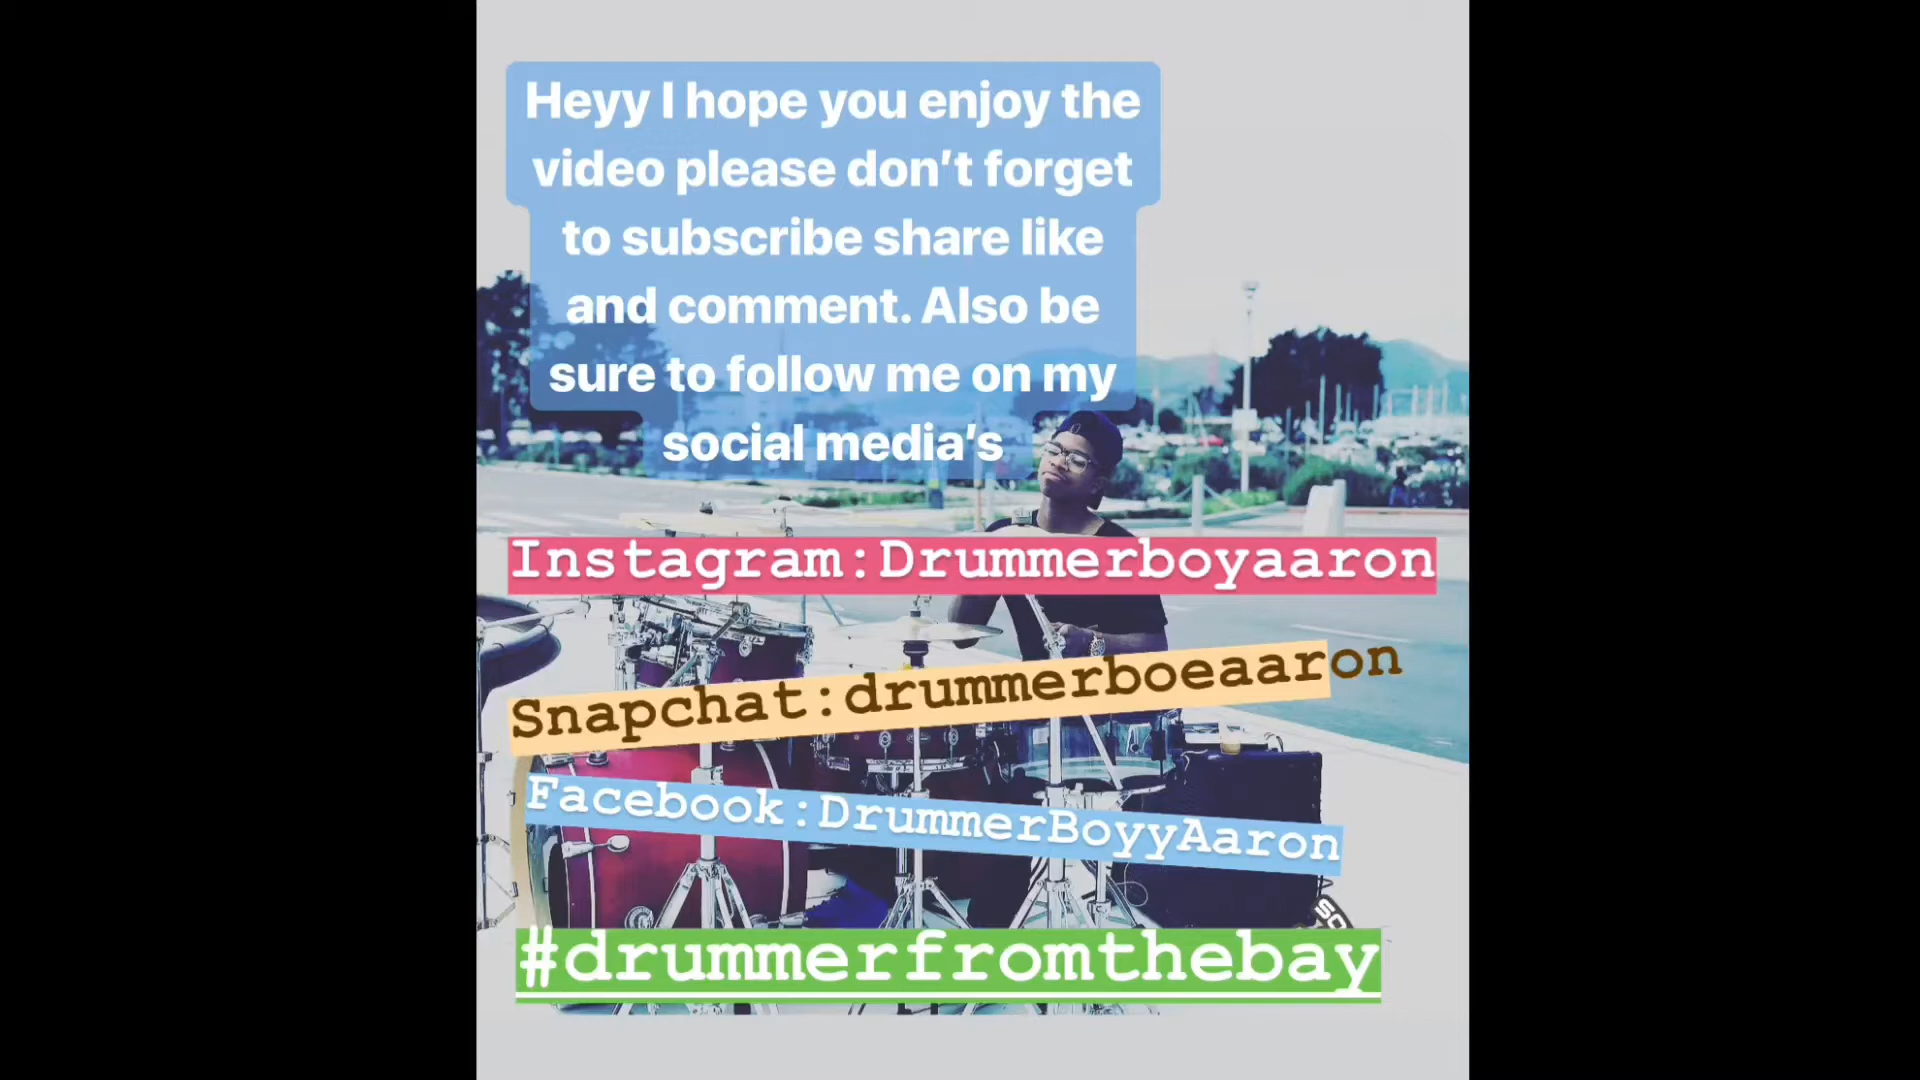 Heyy I hope you enjoy the
video please don’t forget
to subscribe share like
and comment. Also be
sure to follow me on my
social media’s
Instagram:Drummerboyaaron
Snapchat:drummerboeaaron
Facebook:DrummerBoyyAaron
#drummerfromthebay